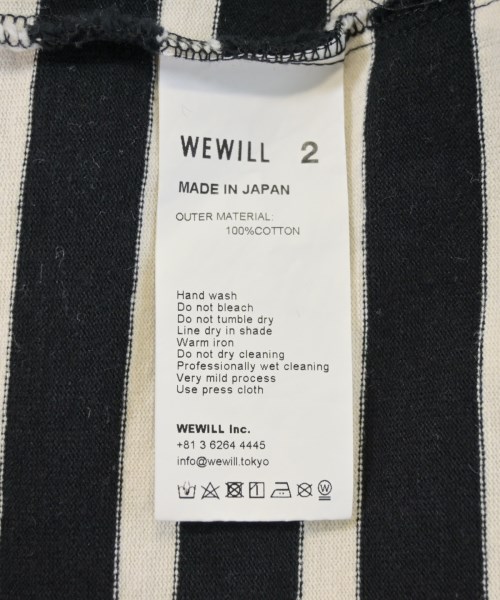 WEWILL 2
MADE IN JAPAN
OUTER MATERIAL:
100%COTTON
Hand wash
Do not bleach
Do not tumble dry
Line dry in shade
Warm iron
Do not dry cleaning
Professionally wet cleaning
Very mild process
Use press cloth
WEWILL Inc.
+81 3 6264 4445
info@wewill.tokyo